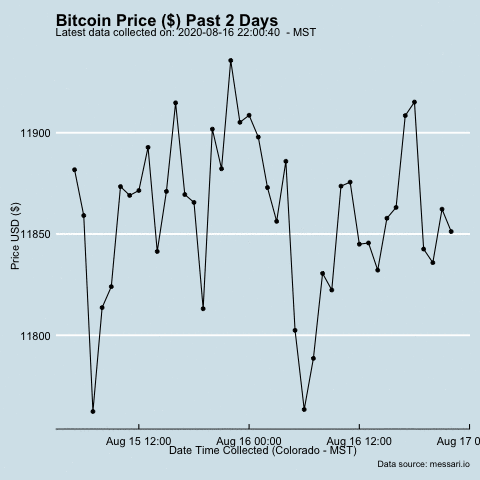 Bitcoin Price ($) Past 2 Days
Latest data collected on: 2020-08-16 22:00:40 - MST
Price USD ($)
11900
11850
11800
Aug 15 12:00
Aug 16 00:00
Aug 16 12:00
Aug 17 0
Date Time Collected (Colorado - MST)
Data source: messari.io